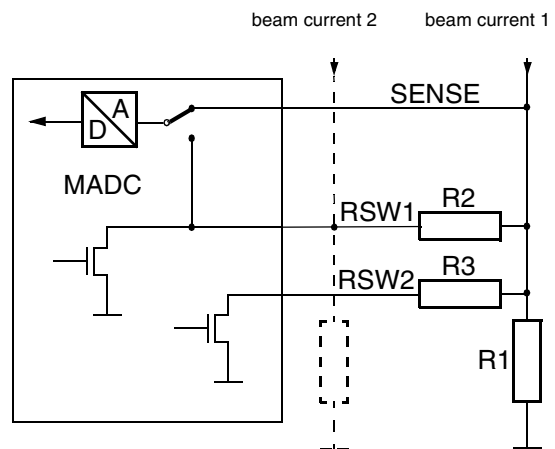 beam current 2 beam current 1
SENSE
A
D
MADC
R2
RSW1
R3
RSW2
R1